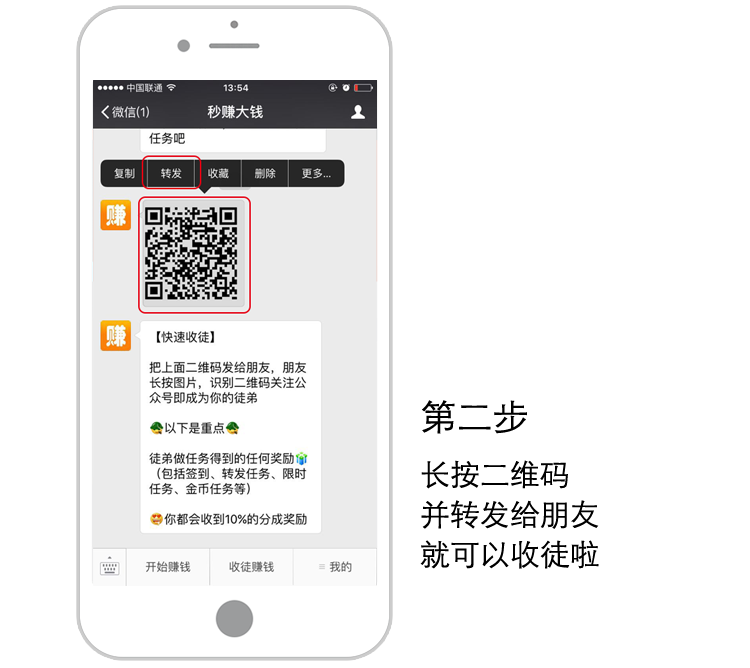 中国联通
13:54
微信(1)
秒赚大钱
任务吧
复制
转发
收藏
删除
更多...
赚
赚
【快速收徒】
把上面二维码发给朋友，朋友
长按图片，识别二维码关注公
众号即成为你的徒弟
以下是重点
徒弟做任务得到的任何奖励
（包括签到、转发任务、限时
任务、金币任务等）
你都会收到10%的分成奖励
开始赚钱
收徒赚钱
我的
第二步
长按二维码
并转发给朋友
就可以收徒啦